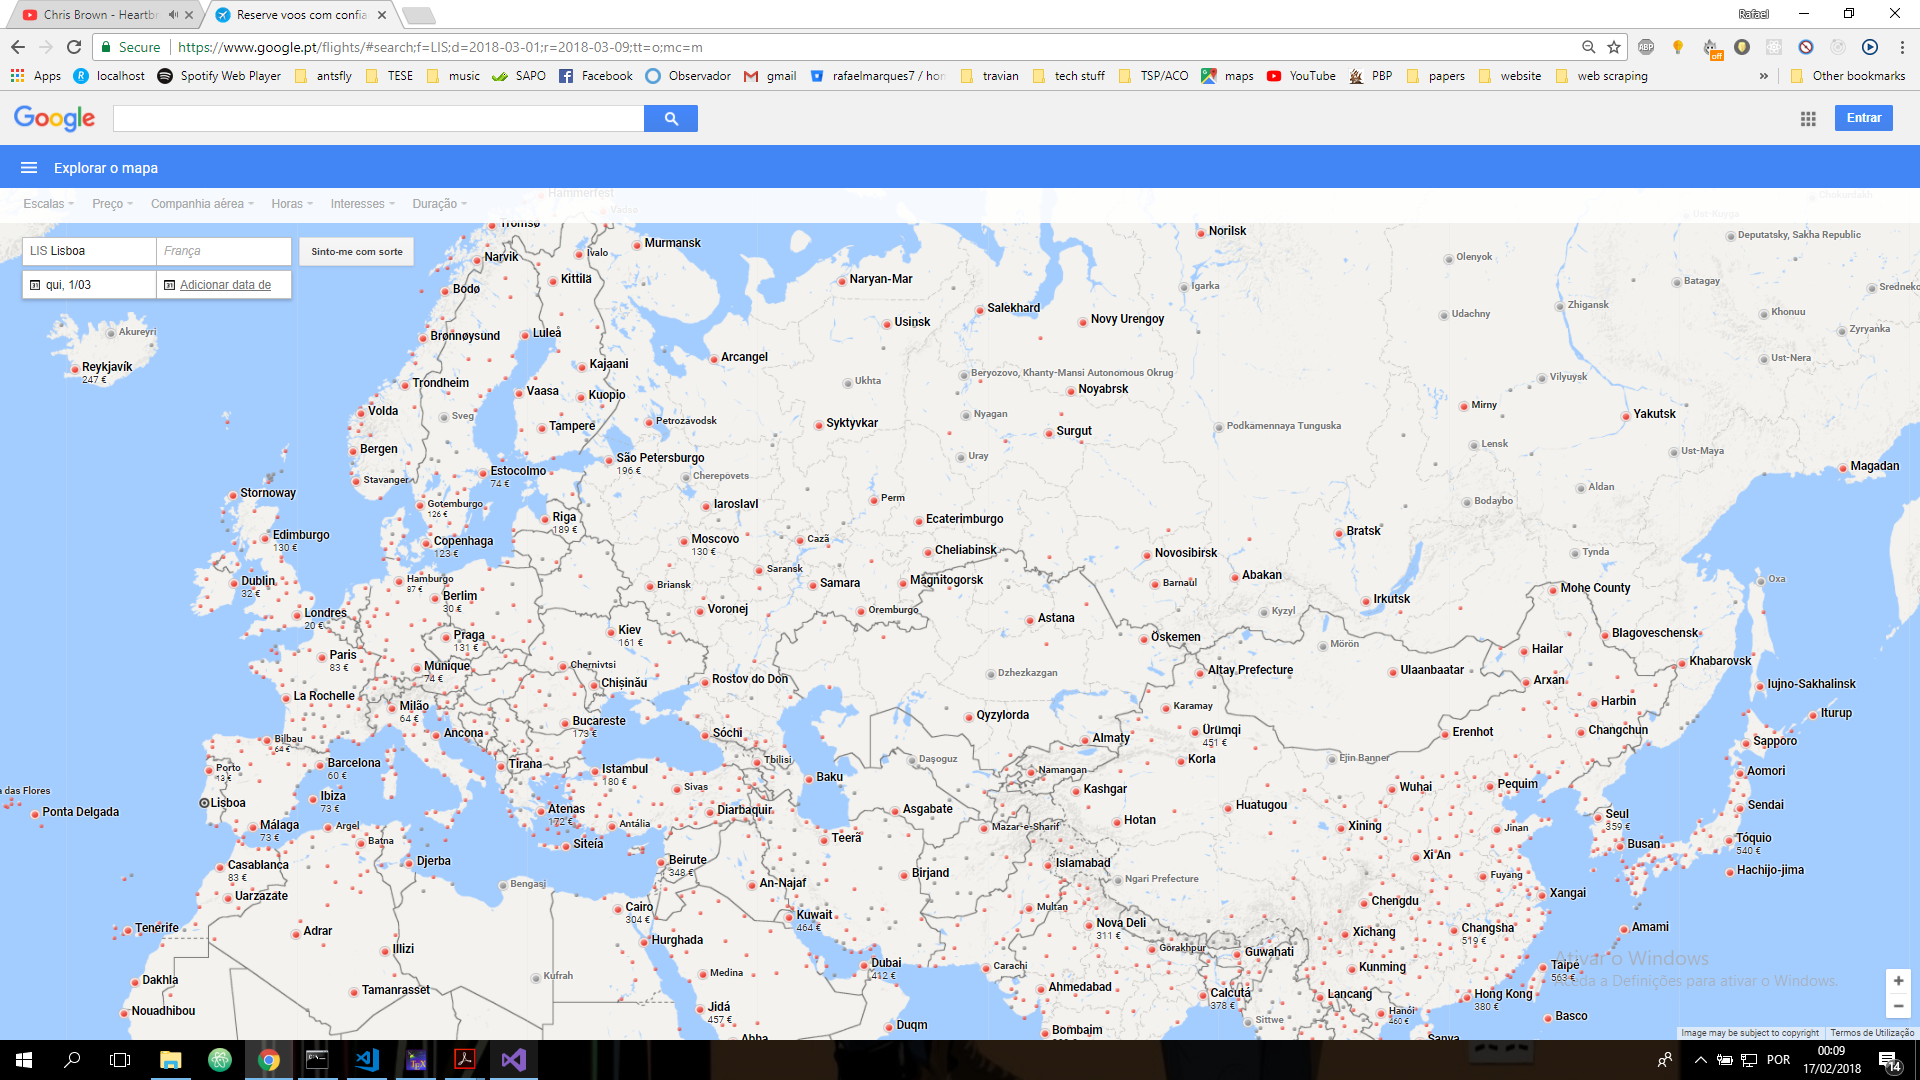 Chris Brown - Heartbr
Reserve voos com confia
Rafael
Secure
https://www.google.pt/flights/#search;f=LIS;d=2018-03-01;r=2018-03-09;tt=o;mc=m
Apps
localhost
Spotify Web Player
antsfly
TESE
music
SAPO
Facebook
Observador
gmail
rafaelmarques7 / hom
travian
tech stuff
TSP/ACO
maps
YouTube
PBP
papers
website
web scraping
»
Other bookmarks
Google
Entrar
Explorar o mapa
Escalas
Preço
Companhia aérea
Horas
Interesses
Duração
LIS Lisboa
França
Sinto-me com sorte
qui, 1/03
Adicionar data de
Hammerfest
Vadsø
Tromsø
Narvik
Ivalo
Murmansk
Kittilä
Bodø
Naryan-Mar
Norilsk
Igarka
Olenyok
Deputatsky, Sakha Republic
Batagay
Zhigansk
Khonuu
Zyryanka
Ust-Nera
Udachny
Vilyuysk
Akureyri
Reykjavík
247 €
Brønnøysund
Luleå
Usinsk
Salekhard
Novy Urengoy
Arcangel
Kajaani
Trondheim
Vaasa
Kuopio
Ukhta
Beryozovo, Khanty-Mansi Autonomous Okrug
Noyabrsk
Volda
Sveg
Tampere
Petrozavodsk
Syktyvkar
Nyagan
Surgut
Podkamennaya Tunguska
Mirny
Yakutsk
Lensk
Ust-Maya
Magadan
Bergen
Stavanger
Estocolmo
74 €
São Petersburgo
196 €
Cherepovets
Uray
Aldan
Bodaybo
Stornoway
Gotemburgo
126 €
Riga
189 €
Iaroslavl
Perm
Ecaterimburgo
Bratsk
Edimburgo
130 €
Copenhaga
123 €
Moscovo
130 €
Cazã
Cheliabinsk
Novosibirsk
Tynda
Dublin
32 €
Hamburgo
87 €
Berlim
30 €
Briansk
Saransk
Samara
Magnitogorsk
Barnaul
Abakan
Mohe County
Oxa
Londres
20 €
Voronej
Oremburgo
Astana
Kyzyl
Irkutsk
Praga
131 €
Kiev
161 €
Öskemen
Mörön
Blagoveschensk
Paris
83 €
Munique
74 €
Chernivtsi
Chișinău
Rostov do Don
Dzhezkazgan
Altay Prefecture
Ulaanbaatar
Hailar
Arxan
Khabarovsk
Iujno-Sakhalinsk
La Rochelle
Milão
64 €
Bucareste
173 €
Qyzylorda
Karamay
Harbin
Iturup
Bilbau
64 €
Ancona
Sóchi
Almaty
Ürümqi
451 €
Erenhot
Changchun
Sapporo
Porto
13 €
Barcelona
60 €
Tirana
Istambul
180 €
Tbilisi
Baku
Daşoguz
Namangan
Korla
Ejin Banner
Aomori
a das Flores
Ponta Delgada
Lisboa
Ibiza
73 €
Atenas
172 €
Sivas
Diarbaquir
Asgabate
Kashgar
Huatugou
Wuhai
Pequim
Sendai
Málaga
73 €
Argel
Antália
Siteía
Batna
Teerã
Mazar-e-Sharif
Hotan
Xining
Jinan
Seul
359 €
Busan
Tóquio
540 €
Casablanca
83 €
Djerba
Beirute
348 €
Birjand
Islamabad
Xi An
Hachijo-jima
Uarzazate
Bengasi
An-Najaf
Ngari Prefecture
Fuyang
Xangai
Cairo
304 €
Kuwait
464 €
Multan
Nova Deli
311 €
Chengdu
Changsha
519 €
Amami
Tenerife
Adrar
Illizi
Hurghada
Gorakhpur
Guwahati
Xichang
Dakhla
Tamanrasset
Kufrah
Medina
Dubai
412 €
Carachi
Ahmedabad
Calcutá
378 €
Kunming
Taipé
563 €
Nouadhibou
Jidá
457 €
Duqm
Bombaim
Sittwe
Lancang
Hanói
460 €
Hong Kong
380 €
Basco
Abha
Sanya
Ativar o Windows
Aceda a Definições para ativar o Windows.
Image may be subject to copyright
Termos de Utilização
POR
00:09
17/02/2018
14